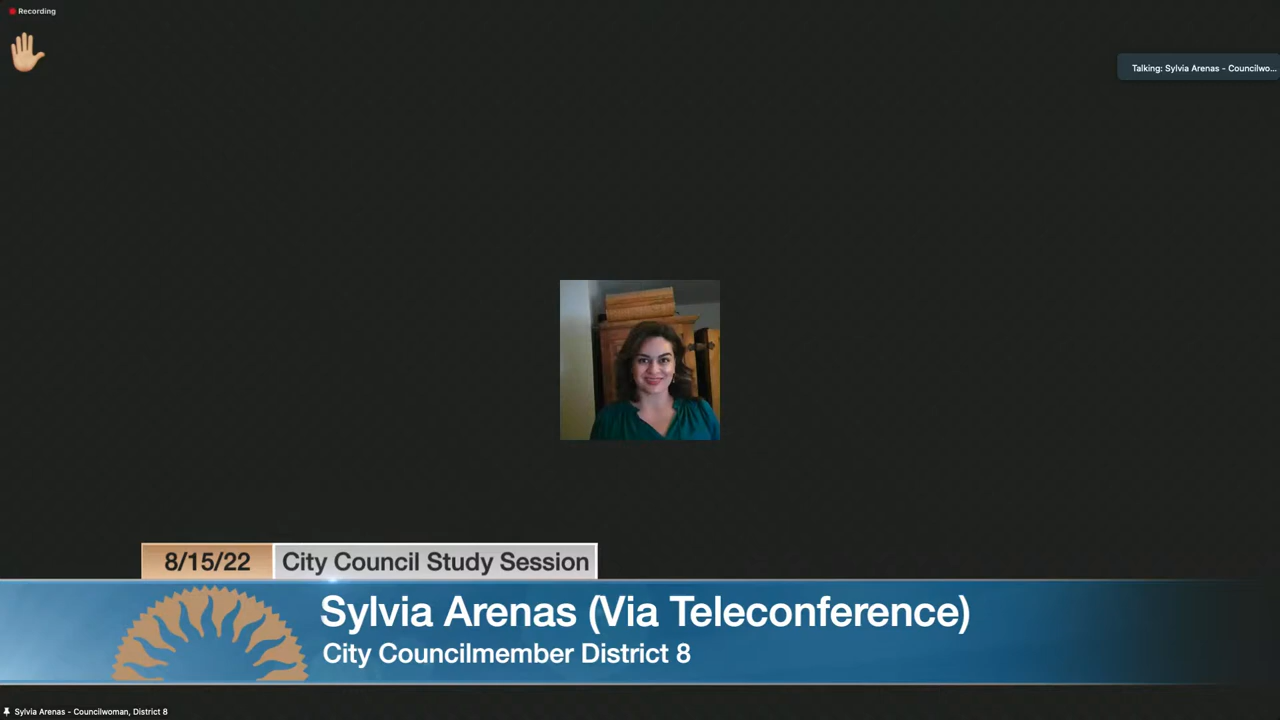 Recording
Talking: Sylvia Arenas - Councilwo...
8/15/22 City Council Study Session
Sylvia Arenas (Via Teleconference)
City Councilmember District 8
Sylvia Arenas - Councilwoman, District 8